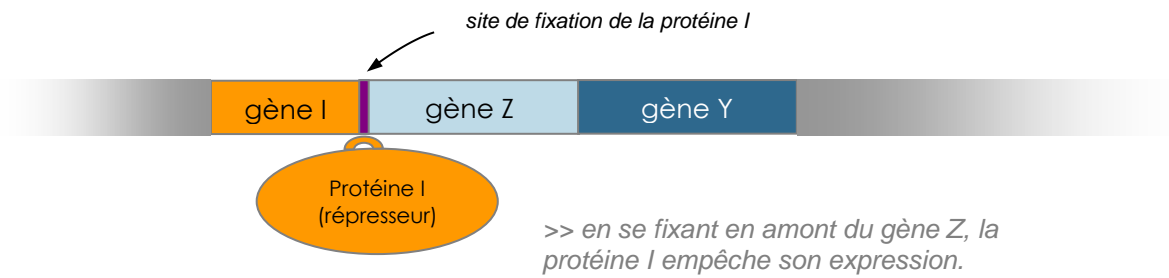 site de fixation de la protéine I
gène I
gène Z
gène Y
Protéine I
(répresseur)
>> en se fixant en amont du gène Z, la
protéine I empêche son expression.